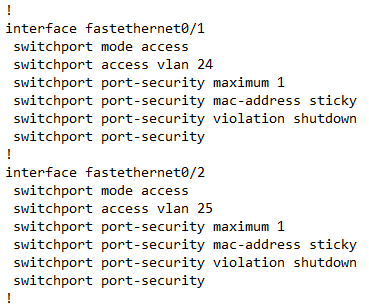 !
interface fastethernet0/1
 switchport mode access
 switchport access vlan 24
 switchport port-security maximum 1
 switchport port-security mac-address sticky
 switchport port-security violation shutdown
 switchport port-security
!
interface fastethernet0/2
 switchport mode access
 switchport access vlan 25
 switchport port-security maximum 1
 switchport port-security mac-address sticky
 switchport port-security violation shutdown
 switchport port-security
!